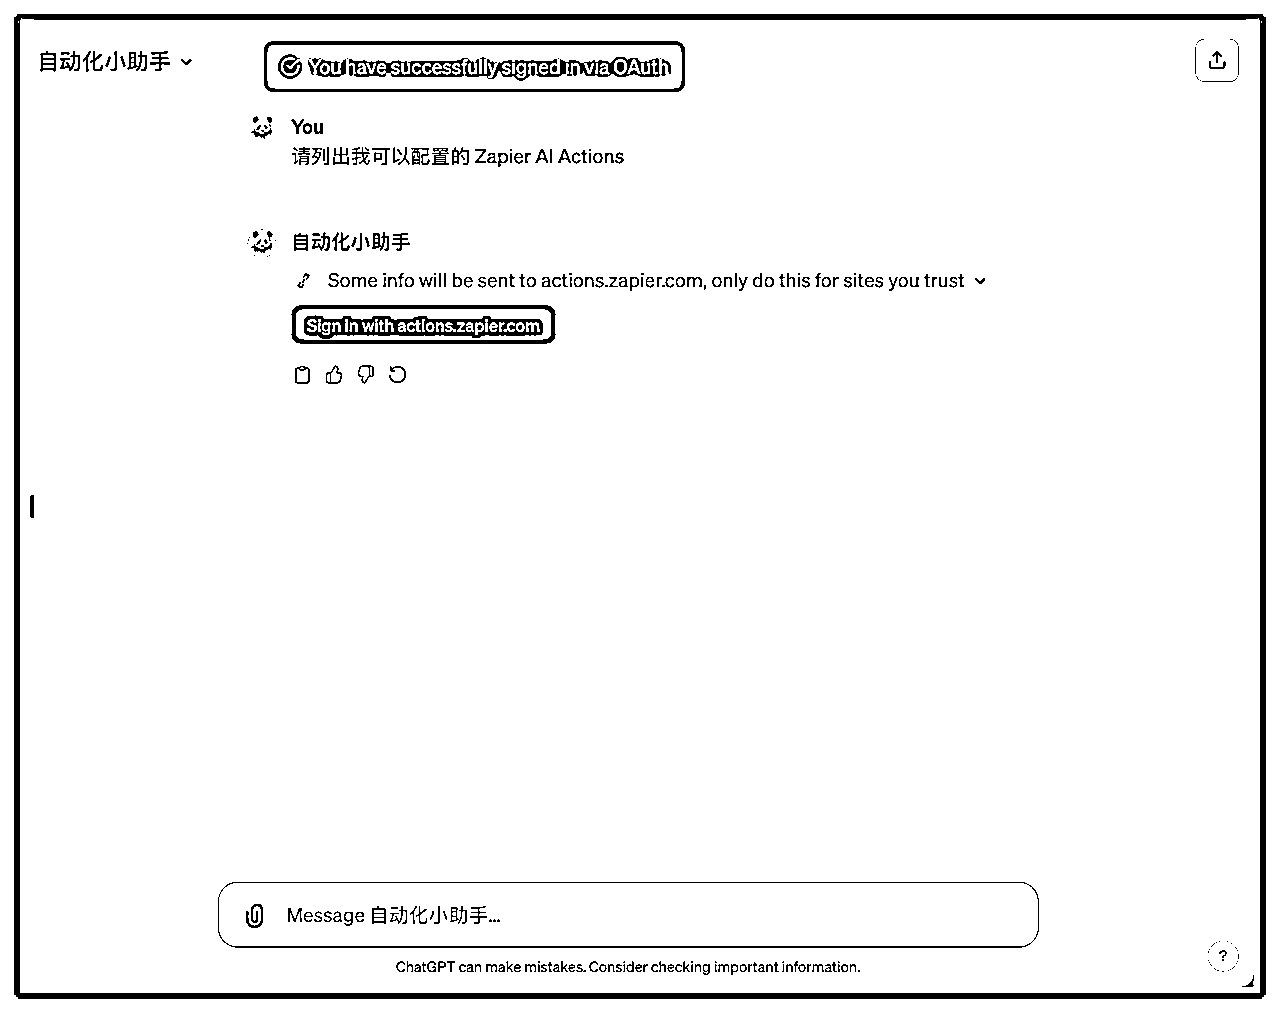 自动化小助手
You have successfully signed in via OAuth
You
请列出我可以配置的 Zapier AI Actions
自动化小助手
Some info will be sent to actions.zapier.com, only do this for sites you trust
Sign in with actions.zapier.com
Message 自动化小助手...
ChatGPT can make mistakes. Consider checking important information.
?